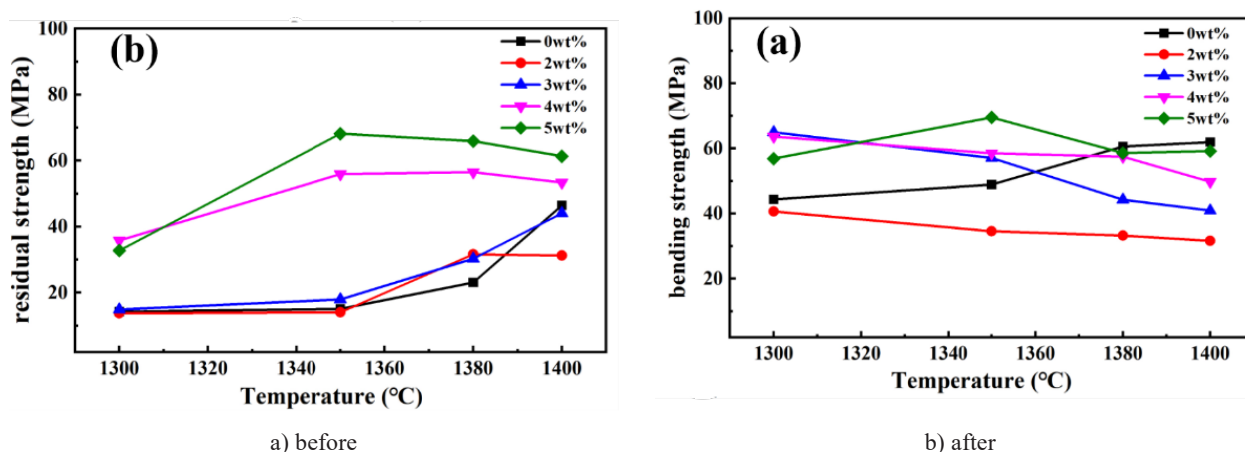 (b)
0wt%
2wt%
3wt%
4wt%
5wt%
residual strength (MPa)
100
80
60
40
20
1300 1320 1340 1360 1380 1400
Temperature (°C)
a) before
(a)
0wt%
2wt%
3wt%
4wt%
5wt%
bending strength (MPa)
100
80
60
40
20
1300 1320 1340 1360 1380 1400
Temperature (°C)
b) after